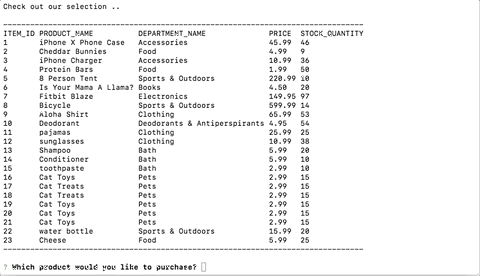 Check out our selection ..
ITEM_ID PRODUCT_NAME DEPARTMENT_NAME PRICE STOCK_QUANTITY
1 iPhone X Phone Case Accessories 45.99 46
2 Cheddar Bunnies Food 4.99 9
3 iPhone Charger Accessories 10.99 36
4 Protein Bars Food 1.99 50
5 8 Person Tent Sports & Outdoors 220.99 10
6 Is Your Mama A Llama? Books 4.50 20
7 Fitbit Blaze Electronics 149.95 97
8 Bicycle Sports & Outdoors 599.99 14
9 Aloha Shirt Clothing 65.99 53
10 Deodorant Deodorants & Antiperspirants 4.95 54
11 pajamas Clothing 25.99 25
12 sunglasses Clothing 10.99 38
13 Shampoo Bath 5.99 20
14 Conditioner Bath 5.99 10
15 toothpaste Bath 2.99 10
16 Cat Toys Pets 2.99 15
17 Cat Treats Pets 2.99 15
18 Cat Treats Pets 3.99 15
19 Cat Toys Pets 2.99 15
20 Cat Toys Pets 2.99 15
21 Cat Toys Pets 2.99 15
22 water bottle Sports & Outdoors 15.99 20
23 Cheese Food 5.99 25
? Which product would you like to purchase?